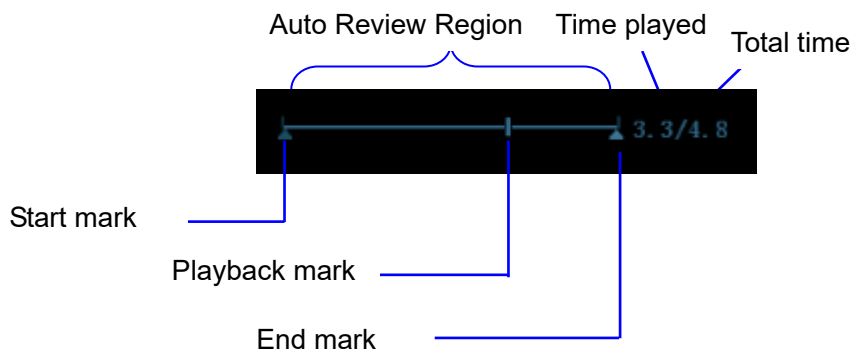 Auto Review Region
Time played
Total time
3.3/4.8
Start mark
Playback mark
End mark